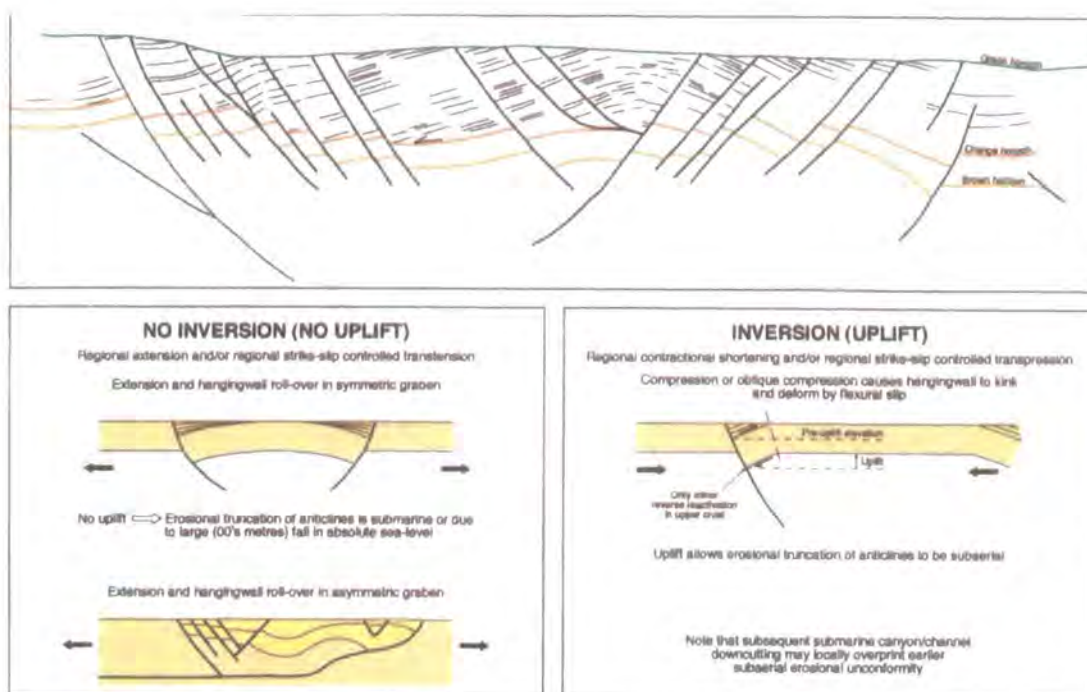 Green horizon
Orange horizon
Brown horizon
NO INVERSION (NO UPLIFT)
Regional extension and/or regional strike-slip controlled transtension
Extension and hangingwall roll-over in symmetric graben
No uplift ⇨ Erosional truncation of anticlines is submarine or due
to large (00's metres) fall in absolute sea-level
Extension and hangingwall roll-over in asymmetric graben
INVERSION (UPLIFT)
Regional contractional shortening and/or regional strike-slip controlled transpression
Compression or oblique compression causes hangingwall to kink
and deform by flexural slip
Pre-uplift elevation
Uplift
Only minor
reverse reactivation
in upper crust
Uplift allows erosional truncation of anticlines to be subaerial
Note that subsequent submarine canyon/channel
downcutting may locally overprint earlier
subaerial erosional unconformity